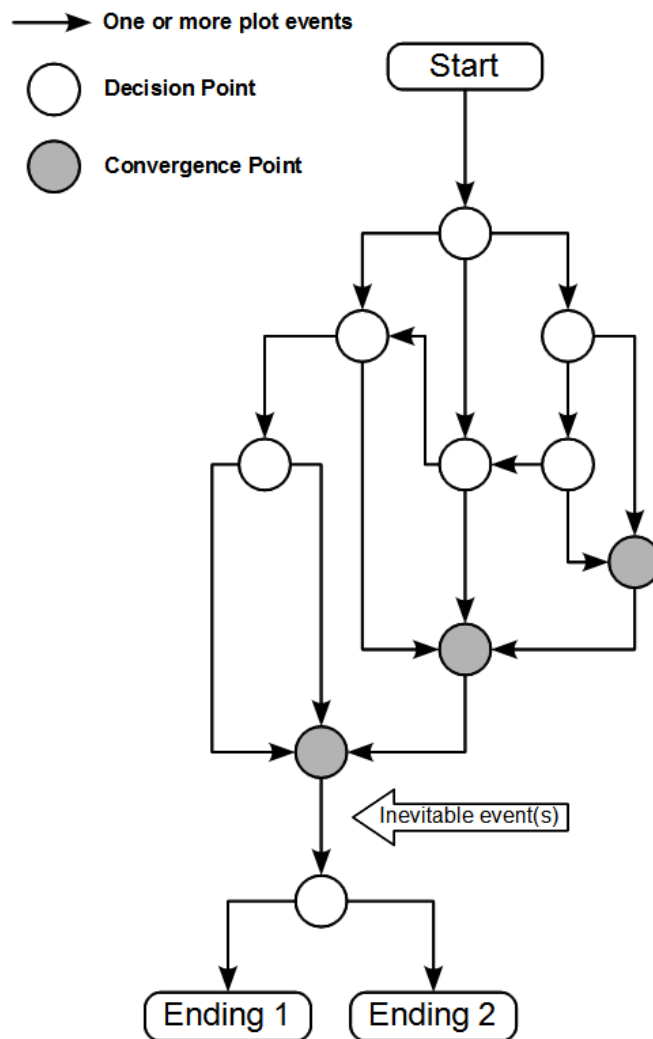 One or more plot events
Decision Point
Convergence Point
Start
Inevitable event(s)
Ending 1
Ending 2